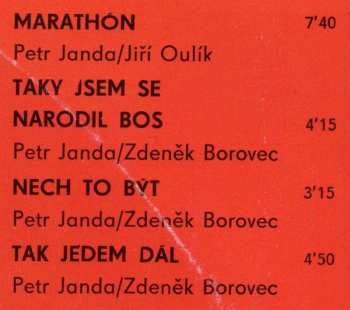 MARATHÓN 7'40
Petr Janda/Jiří Oulík
TAKY JSEM SE
NARODIL BOS 4'15
Petr Janda/Zdeněk Borovec
NECH TO BÝT 3'15
Petr Janda/Zdeněk Borovec
TAK JEDEM DÁL 4'50
Petr Janda/Zdeněk Borovec